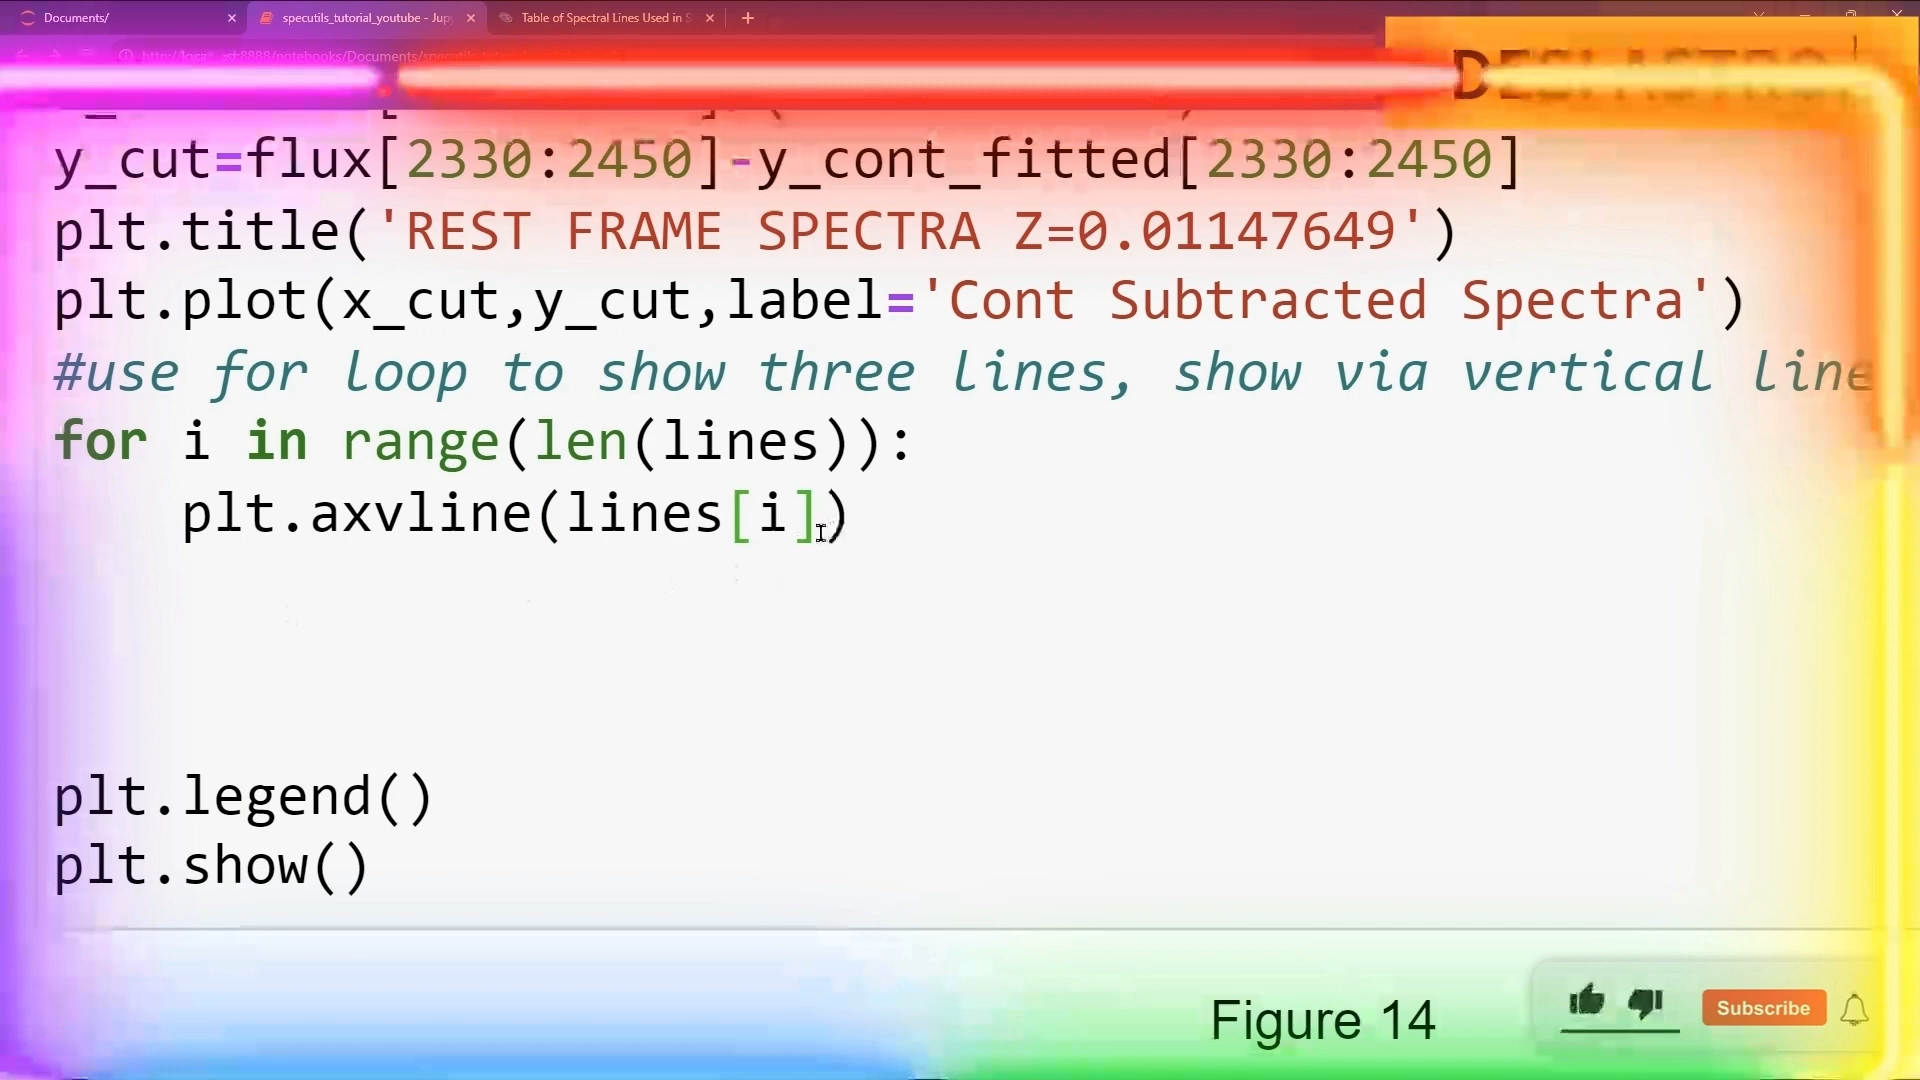 Documents/
specutils_tutorial_youtube - Jupy
Table of Spectral Lines Used in S
y_cut=flux[2330:2450]-y_cont_fitted[2330:2450]
plt.title('REST FRAME SPECTRA Z=0.01147649')
plt.plot(x_cut,y_cut,label='Cont Subtracted Spectra')
#use for loop to show three lines, show via vertical line
for i in range(len(lines)):
plt.axvline(lines[i])
plt.legend()
plt.show()
Figure 14
Subscribe